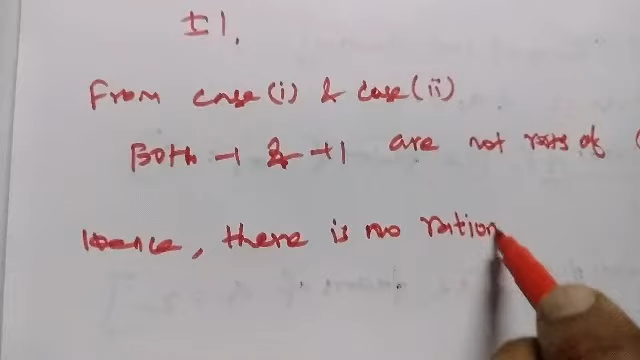 ±1.
From case(i) & case(ii)
Both -1 & +1 are not roots of
Hence, there is no ration